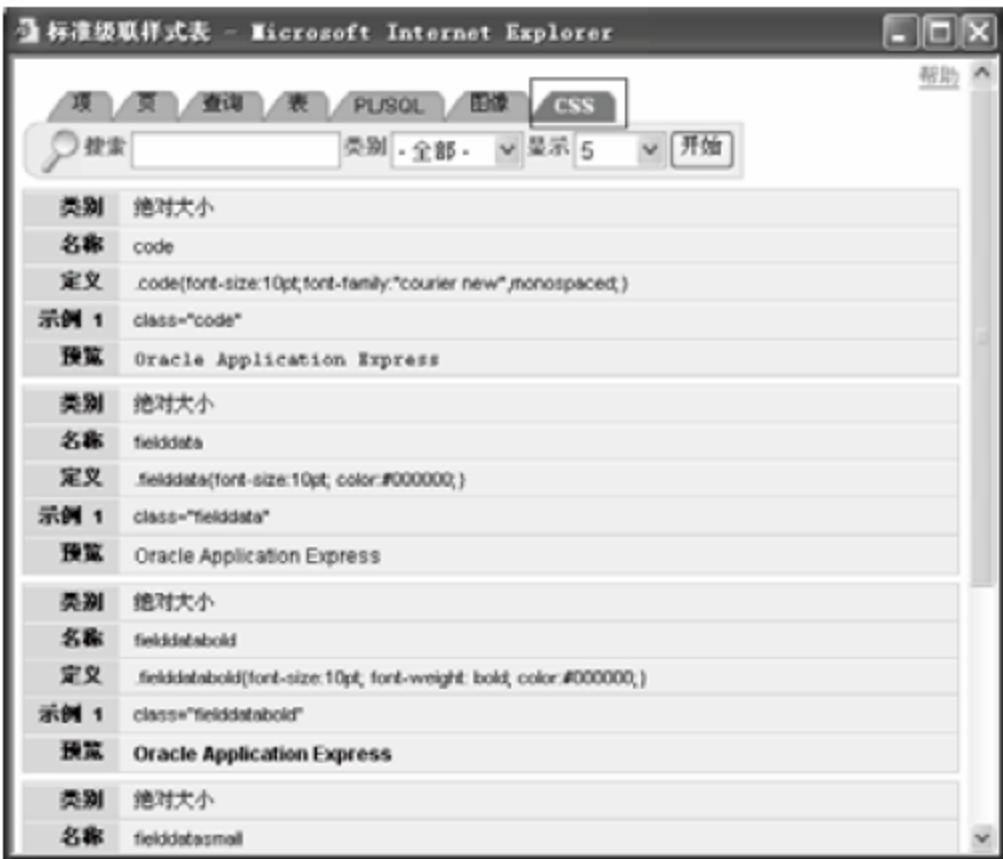 标准级联样式表 - Microsoft Internet Explorer
帮助
项 页 查询 表 PL/SQL 图像 CSS
搜索 类别 - 全部 - 显示 5 开始
类别 绝对大小
名称 code
定义 .code{font-size:10pt;font-family:"courier new",monospaced;}
示例 1 class="code"
预览 Oracle Application Express
类别 绝对大小
名称 fielddata
定义 .fielddata{font-size:10pt; color:#000000;}
示例 1 class="fielddata"
预览 Oracle Application Express
类别 绝对大小
名称 fielddatabold
定义 .fielddatabold{font-size:10pt; font-weight: bold; color:#000000;}
示例 1 class="fielddatabold"
预览 Oracle Application Express
类别 绝对大小
名称 fielddatasmall